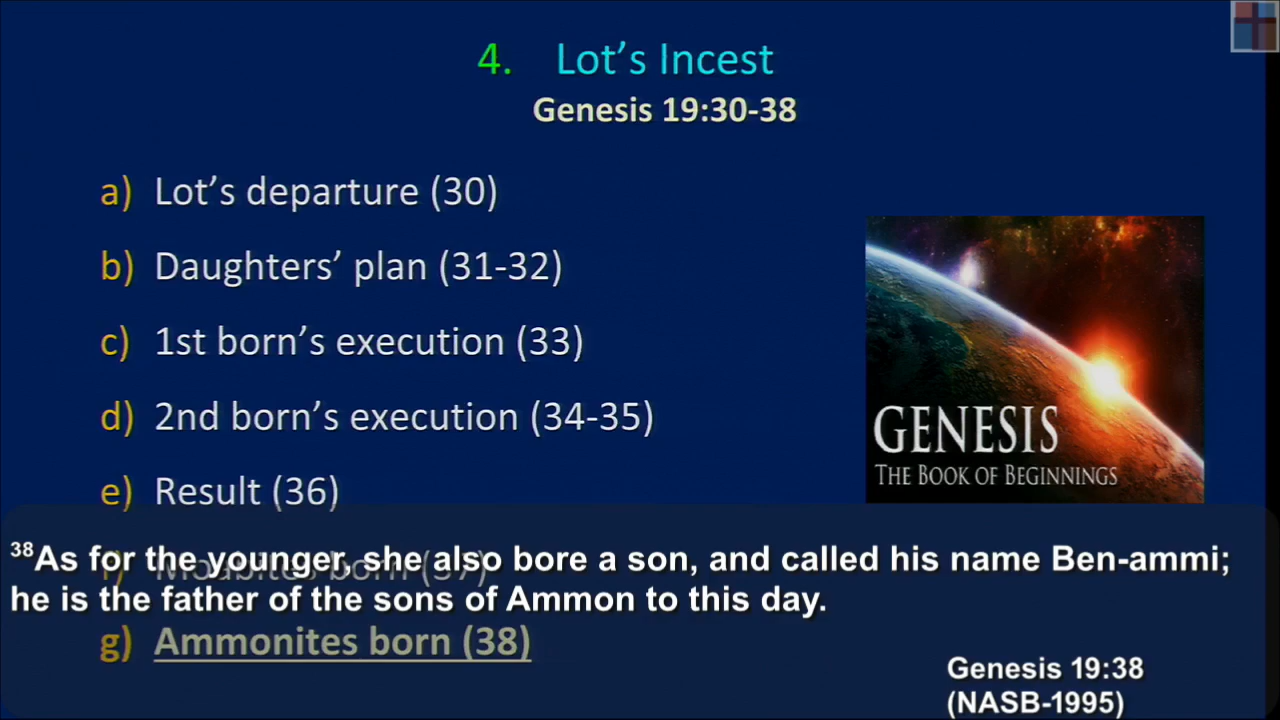 4. Lot’s Incest
Genesis 19:30-38
a) Lot’s departure (30)
b) Daughters’ plan (31-32)
c) 1st born’s execution (33)
d) 2nd born’s execution (34-35)
e) Result (36)
f) Moabites born (37)
g) Ammonites born (38)
GENESIS
THE BOOK OF BEGINNINGS
38As for the younger, she also bore a son, and called his name Ben-ammi;
he is the father of the sons of Ammon to this day.
Genesis 19:38
(NASB-1995)